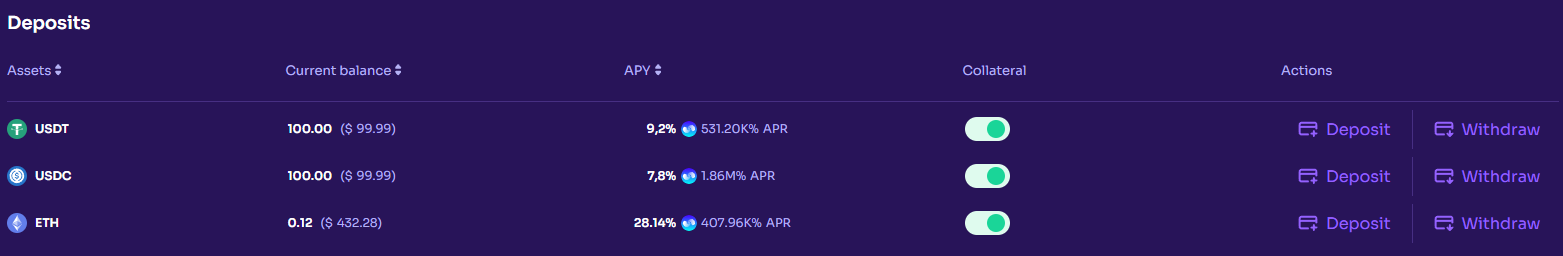 Deposits
Assets Current balance APY Collateral Actions
USDT 100.00 ($ 99.99) 9,2% 531.20K% APR Deposit Withdraw
USDC 100.00 ($ 99.99) 7,8% 1.86M% APR Deposit Withdraw
ETH 0.12 ($ 432.28) 28.14% 407.96K% APR Deposit Withdraw